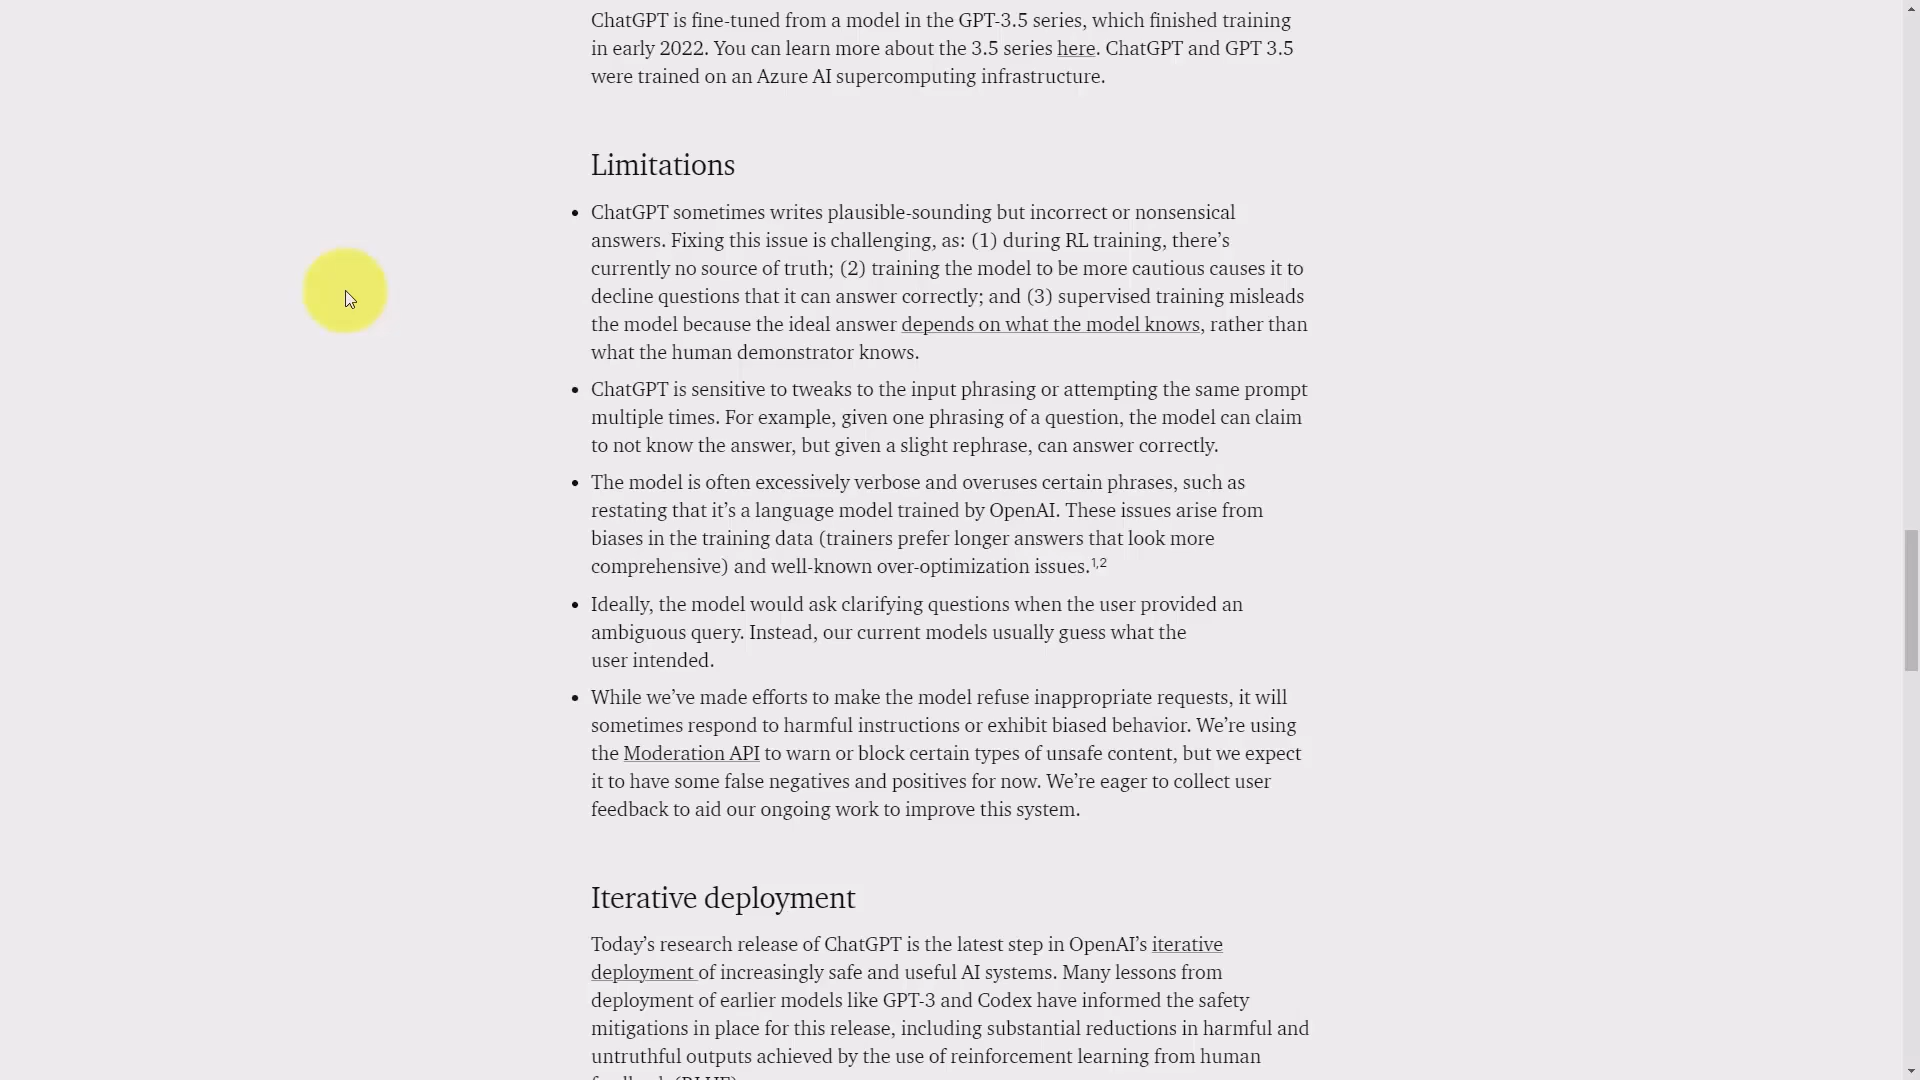 ChatGPT is fine-tuned from a model in the GPT-3.5 series, which finished training
in early 2022. You can learn more about the 3.5 series here. ChatGPT and GPT 3.5
were trained on an Azure AI supercomputing infrastructure.
Limitations
• ChatGPT sometimes writes plausible-sounding but incorrect or nonsensical
answers. Fixing this issue is challenging, as: (1) during RL training, there’s
currently no source of truth; (2) training the model to be more cautious causes it to
decline questions that it can answer correctly; and (3) supervised training misleads
the model because the ideal answer depends on what the model knows, rather than
what the human demonstrator knows.
• ChatGPT is sensitive to tweaks to the input phrasing or attempting the same prompt
multiple times. For example, given one phrasing of a question, the model can claim
to not know the answer, but given a slight rephrase, can answer correctly.
• The model is often excessively verbose and overuses certain phrases, such as
restating that it’s a language model trained by OpenAI. These issues arise from
biases in the training data (trainers prefer longer answers that look more
comprehensive) and well-known over-optimization issues.1,2
• Ideally, the model would ask clarifying questions when the user provided an
ambiguous query. Instead, our current models usually guess what the
user intended.
• While we’ve made efforts to make the model refuse inappropriate requests, it will
sometimes respond to harmful instructions or exhibit biased behavior. We’re using
the Moderation API to warn or block certain types of unsafe content, but we expect
it to have some false negatives and positives for now. We’re eager to collect user
feedback to aid our ongoing work to improve this system.
Iterative deployment
Today’s research release of ChatGPT is the latest step in OpenAI’s iterative
deployment of increasingly safe and useful AI systems. Many lessons from
deployment of earlier models like GPT-3 and Codex have informed the safety
mitigations in place for this release, including substantial reductions in harmful and
untruthful outputs achieved by the use of reinforcement learning from human